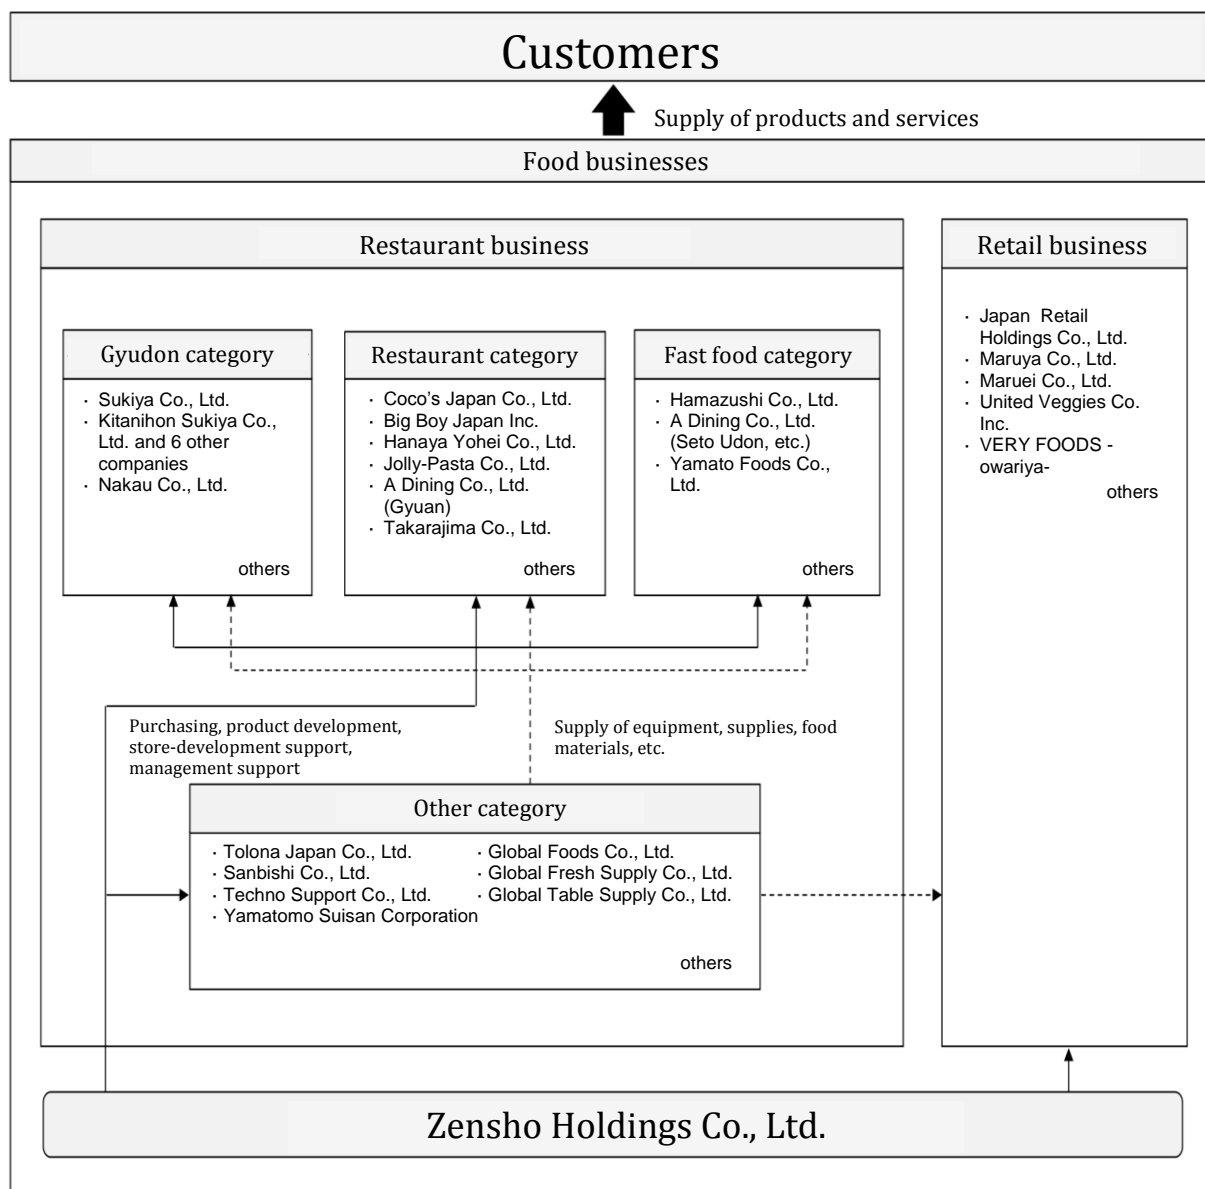 Customers
Supply of products and services
Food businesses
Restaurant business
Gyudon category
· Sukiya Co., Ltd.
· Kitanihon Sukiya Co.,
Ltd. and 6 other
companies
· Nakau Co., Ltd.
others
Restaurant category
· Coco's Japan Co., Ltd.
· Big Boy Japan Inc.
· Hanaya Yohei Co., Ltd.
· Jolly-Pasta Co., Ltd.
· A Dining Co., Ltd.
(Gyuan)
· Takarajima Co., Ltd.
others
Fast food category
· Hamazushi Co., Ltd.
· A Dining Co., Ltd.
(Seto Udon, etc.)
· Yamato Foods Co.,
Ltd.
others
Retail business
· Japan Retail
Holdings Co., Ltd.
· Maruya Co., Ltd.
· Maruei Co., Ltd.
· United Veggies Co.
Inc.
· VERY FOODS -
owariya-
others
Purchasing, product development,
store-development support,
management support
Supply of equipment, supplies, food
materials, etc.
Other category
· Tolona Japan Co., Ltd.
· Sanbishi Co., Ltd.
· Techno Support Co., Ltd.
· Yamatomo Suisan Corporation
· Global Foods Co., Ltd.
· Global Fresh Supply Co., Ltd.
· Global Table Supply Co., Ltd.
others
Zensho Holdings Co., Ltd.